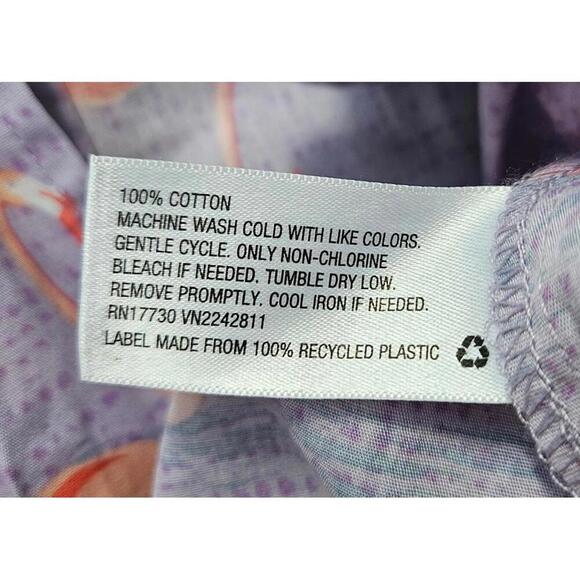 100% COTTON
MACHINE WASH COLD WITH LIKE COLORS.
GENTLE CYCLE. ONLY NON-CHLORINE
BLEACH IF NEEDED. TUMBLE DRY LOW.
REMOVE PROMPTLY. COOL IRON IF NEEDED.
RN17730 VN2242811
LABEL MADE FROM 100% RECYCLED PLASTIC